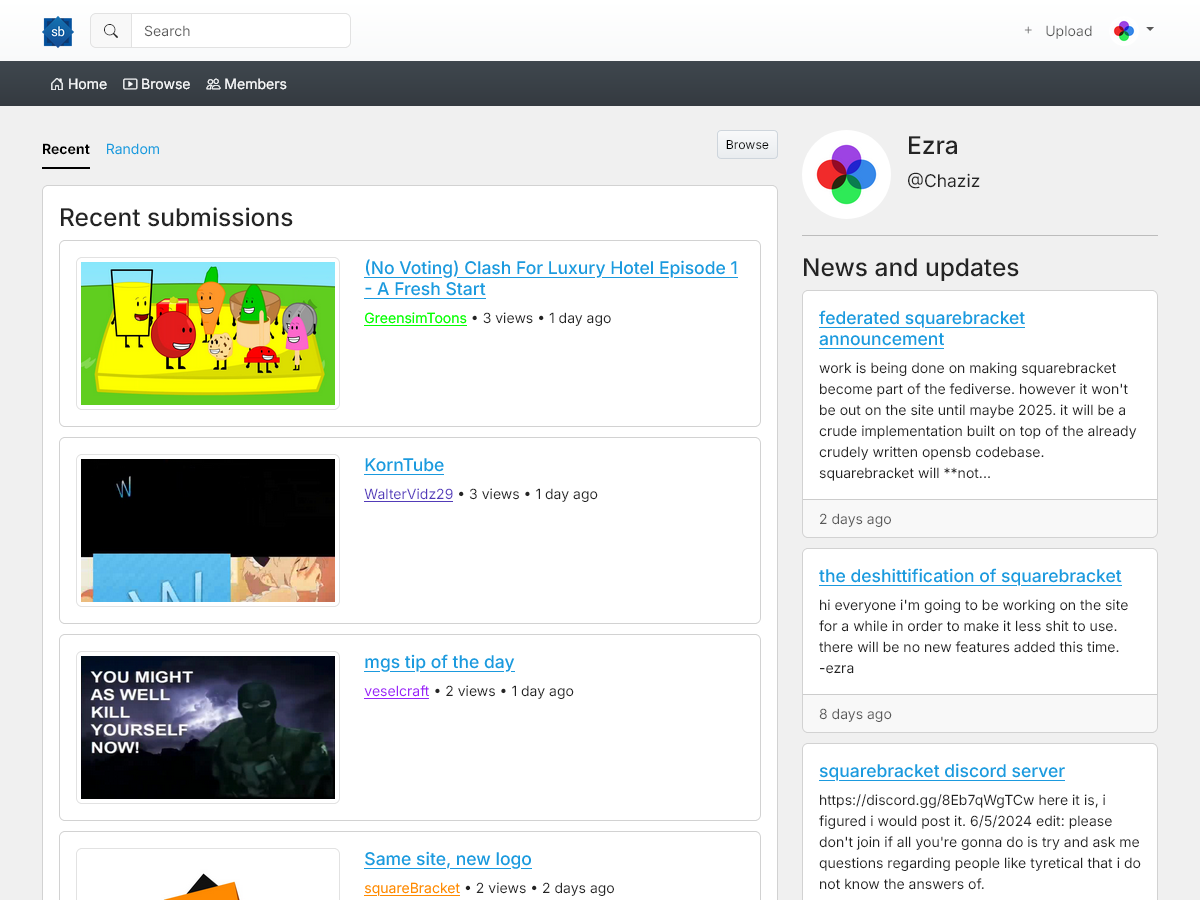 sb
Search
+ Upload
Home
Browse
Members
Recent
Random
Browse
Recent submissions
(No Voting) Clash For Luxury Hotel Episode 1
- A Fresh Start
GreensimToons • 3 views • 1 day ago
W
W
KornTube
WalterVidz29 • 3 views • 1 day ago
YOU MIGHT
AS WELL
KILL
YOURSELF
NOW!
mgs tip of the day
veselcraft • 2 views • 1 day ago
Same site, new logo
squareBracket • 2 views • 2 days ago
Ezra
@Chaziz
News and updates
federated squarebracket
announcement
work is being done on making squarebracket
become part of the fediverse. however it won't
be out on the site until maybe 2025. it will be a
crude implementation built on top of the already
crudely written opensb codebase.
squarebracket will **not...
2 days ago
the deshittification of squarebracket
hi everyone i'm going to be working on the site
for a while in order to make it less shit to use.
there will be no new features added this time.
-ezra
8 days ago
squarebracket discord server
https://discord.gg/8Eb7qWgTCw here it is, i
figured i would post it. 6/5/2024 edit: please
don't join if all you're gonna do is try and ask me
questions regarding people like tyretical that i do
not know the answers of.